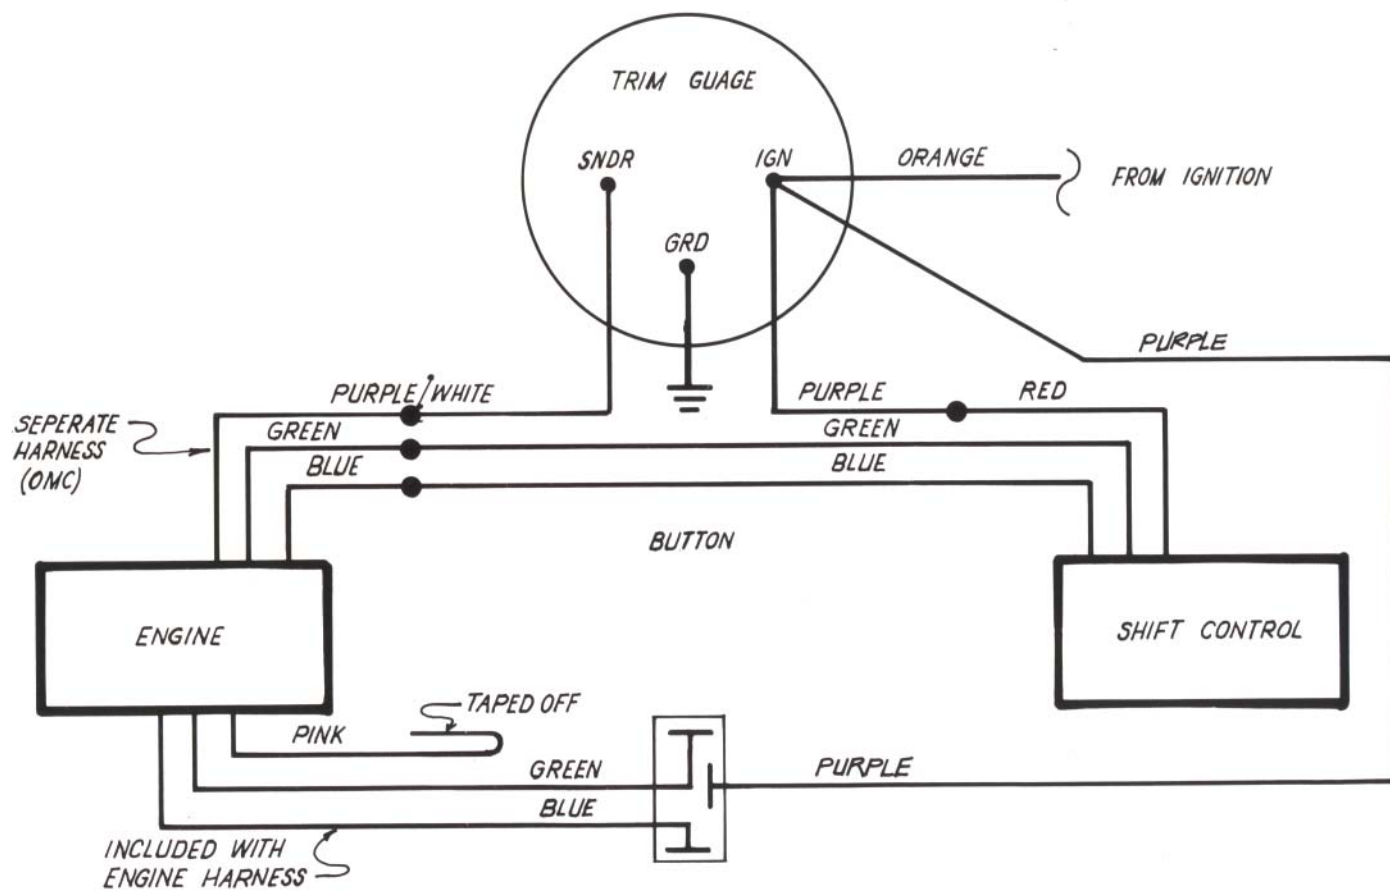 TRIM GUAGE
SNDR
IGN
ORANGE
FROM IGNITION
GRD
PURPLE
PURPLE/WHITE
PURPLE
RED
SEPERATE
HARNESS
(OMC)
GREEN
GREEN
BLUE
BLUE
BUTTON
ENGINE
SHIFT CONTROL
TAPED OFF
PINK
GREEN
PURPLE
BLUE
INCLUDED WITH
ENGINE HARNESS